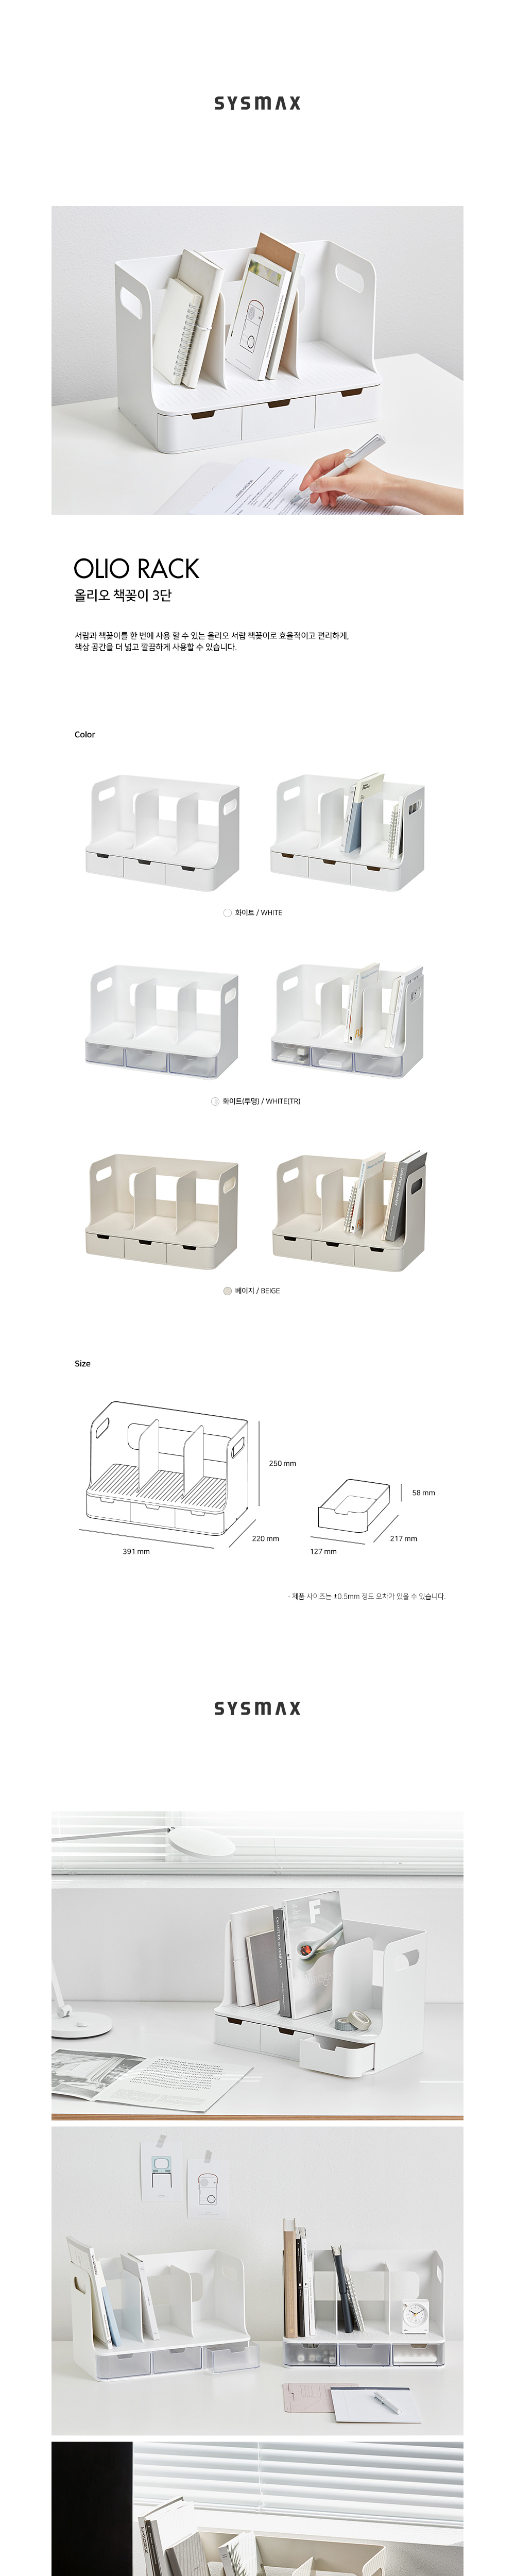 SYSMAX
OLIO RACK
올리오 책꽂이 3단
서랍과 책꽂이를 한 번에 사용 할 수 있는 올리오 서랍 책꽂이로 효율적이고 편리하게,
책상 공간을 더 넓고 깔끔하게 사용할 수 있습니다.
Color
화이트 / WHITE
화이트(투명) / WHITE(TR)
베이지 / BEIGE
Size
250 mm
220 mm
391 mm
58 mm
217 mm
127 mm
- 제품 사이즈는 ±0.5mm 정도 오차가 있을 수 있습니다.
SYSMAX
F